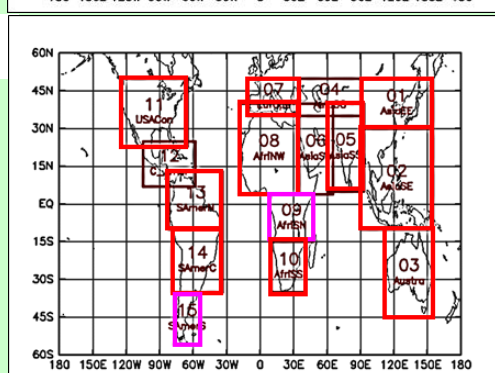 60N
45N
30N
15N
EQ
15S
30S
45S
60S
11
USACon
07
04
01
AsiaEE
12
08
AfriNW
06
05
AsiaSS
02
AsiaSE
13
SAmerN
09
AfriSN
14
SAmerC
10
AfriSS
03
Austra
15
SAmerS
180 150W 120W 90W 60W 30W 0 30E 60E 90E 120E 150E 180